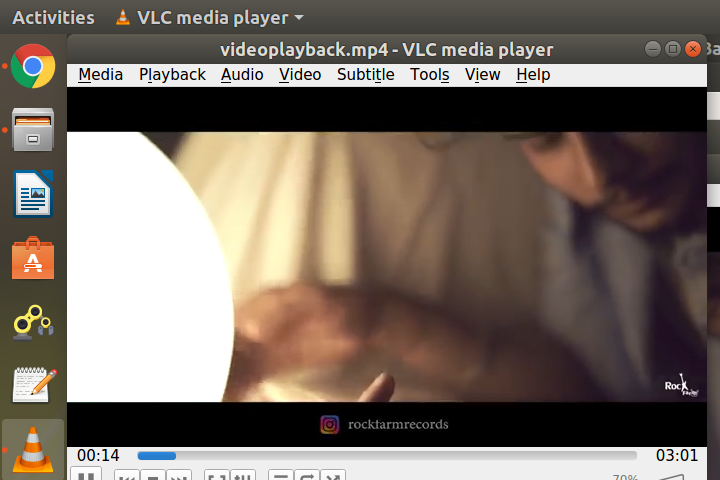 Activities VLC media player
videoplayback.mp4 - VLC media player
Media Playback Audio Video Subtitle Tools View Help
Rock
rockfarmrecords
00:14 03:01
70%